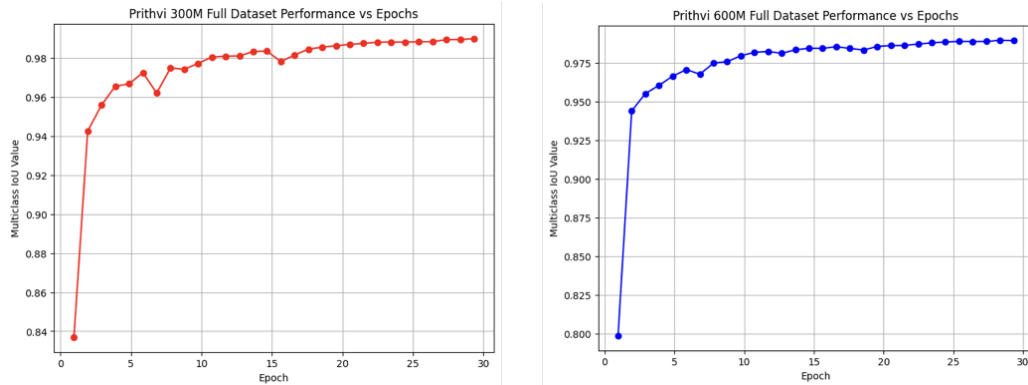 Prithvi 300M Full Dataset Performance vs Epochs
Multiclass IoU Value
0.98
0.96
0.94
0.92
0.90
0.88
0.86
0.84
0 5 10 15 20 25 30
Epoch
Prithvi 600M Full Dataset Performance vs Epochs
Multiclass IoU Value
0.975
0.950
0.925
0.900
0.875
0.850
0.825
0.800
0 5 10 15 20 25 30
Epoch